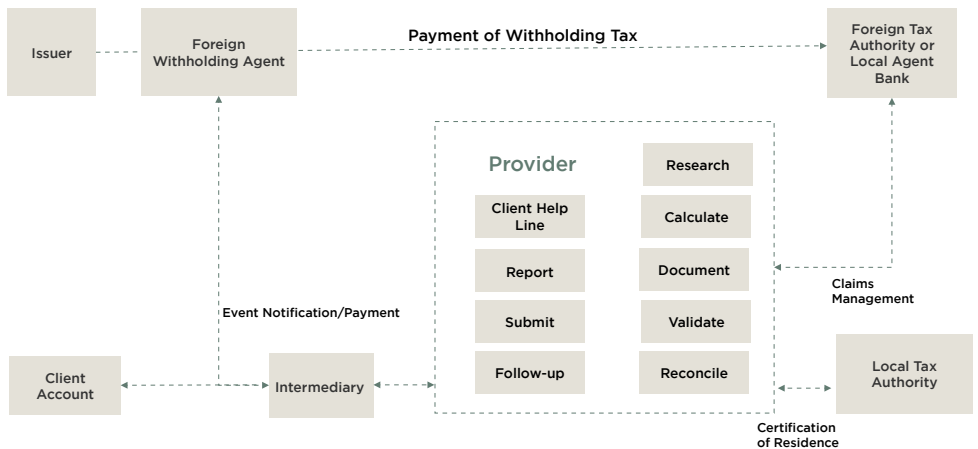 Issuer
Foreign
Withholding Agent
Payment of Withholding Tax
Foreign Tax
Authority or
Local Agent
Bank
Provider
Client Help
Line
Report
Submit
Follow-up
Research
Calculate
Document
Validate
Reconcile
Claims
Management
Event Notification/Payment
Client
Account
Intermediary
Local Tax
Authority
Certification
of Residence